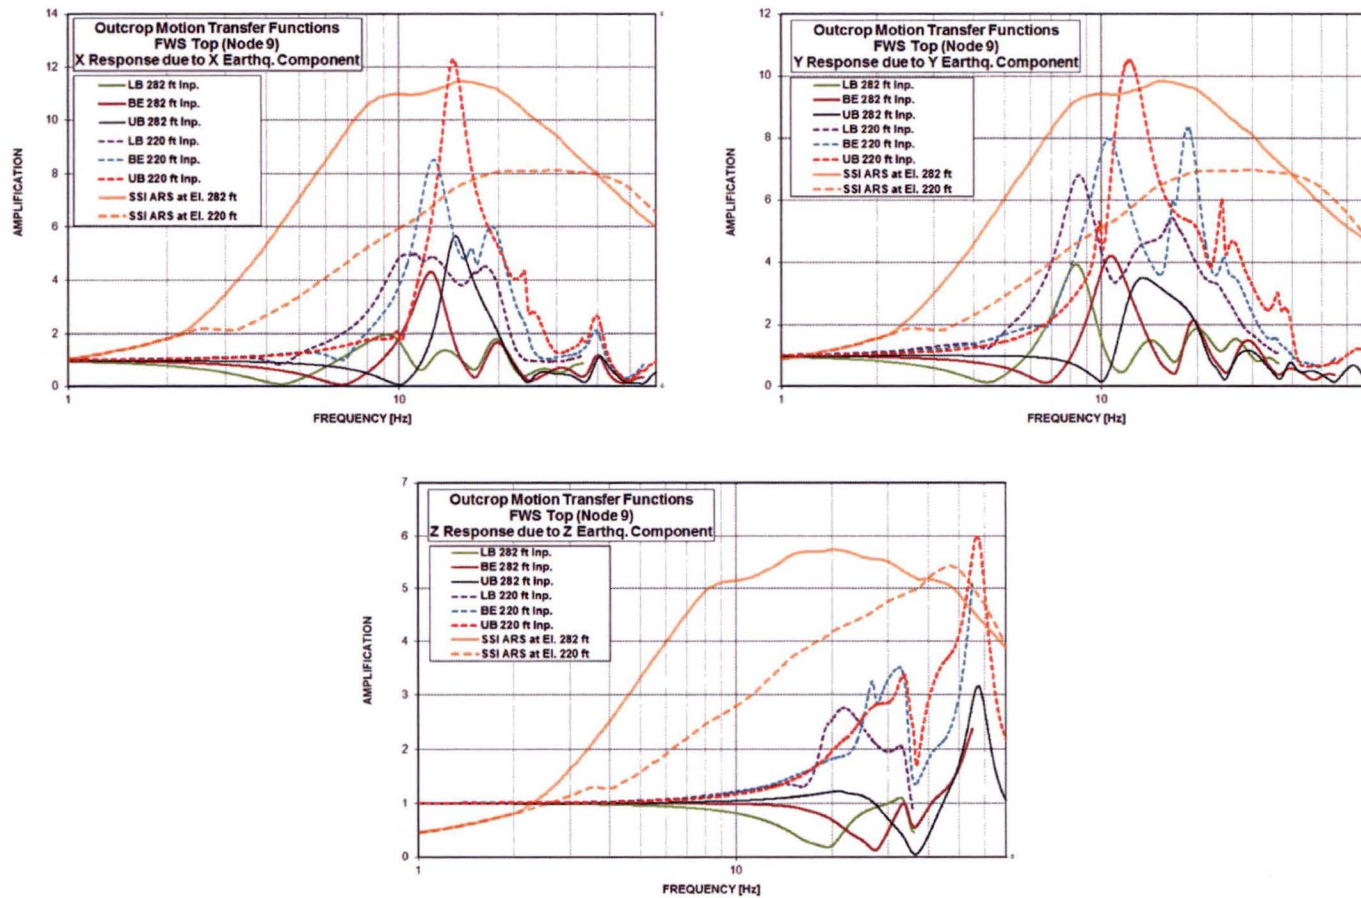 Outcrop Motion Transfer Functions
FWS Top (Node 9)
X Response due to X Earthq. Component
LB 282 ft Inp.
BE 282 ft Inp.
UB 282 ft Inp.
LB 220 ft Inp.
BE 220 ft Inp.
UB 220 ft Inp.
SSI ARS at El. 282 ft
SSI ARS at El. 220 ft
AMPLIFICATION
14
12
10
8
6
4
2
0
1
10
FREQUENCY [Hz]
Outcrop Motion Transfer Functions
FWS Top (Node 9)
Y Response due to Y Earthq. Component
LB 282 ft Inp.
BE 282 ft Inp.
UB 282 ft Inp.
LB 220 ft Inp.
BE 220 ft Inp.
UB 220 ft Inp.
SSI ARS at El. 282 ft
SSI ARS at El. 220 ft
AMPLIFICATION
12
10
8
6
4
2
0
1
10
FREQUENCY [Hz]
Outcrop Motion Transfer Functions
FWS Top (Node 9)
Z Response due to Z Earthq. Component
LB 282 ft Inp.
BE 282 ft Inp.
UB 282 ft Inp.
LB 220 ft Inp.
BE 220 ft Inp.
UB 220 ft Inp.
SSI ARS at El. 282 ft
SSI ARS at El. 220 ft
AMPLIFICATION
7
6
5
4
3
2
1
0
1
10
FREQUENCY [Hz]